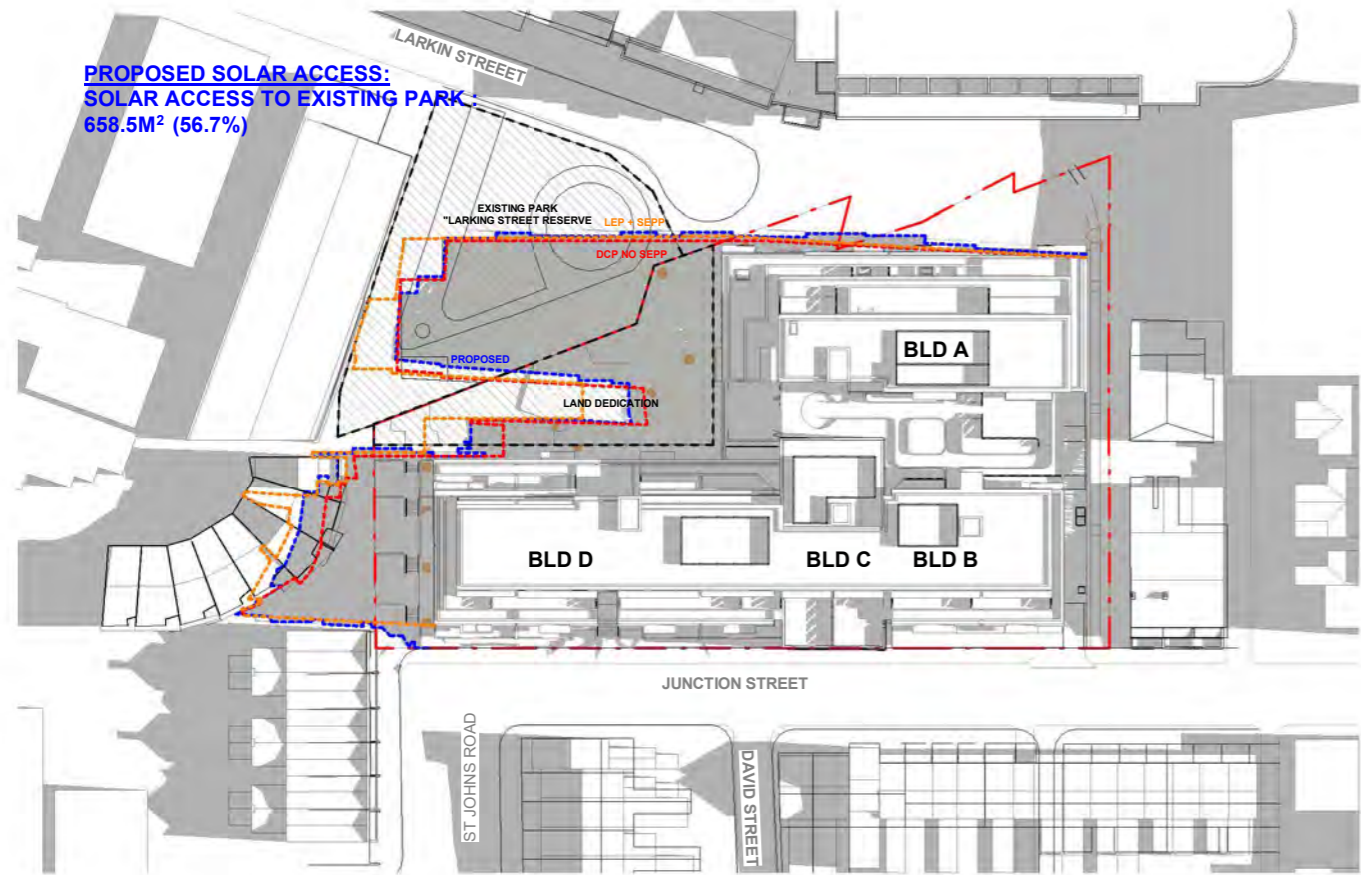 LARKIN STREEET
PROPOSED SOLAR ACCESS:
SOLAR ACCESS TO EXISTING PARK :
658.5M² (56.7%)
EXISTING PARK
"LARKING STREET RESERVE
LEP + SEPP
DCP NO SEPP
PROPOSED
LAND DEDICATION
BLD A
BLD D
BLD C
BLD B
JUNCTION STREET
ST JOHNS ROAD
DAVID STREET